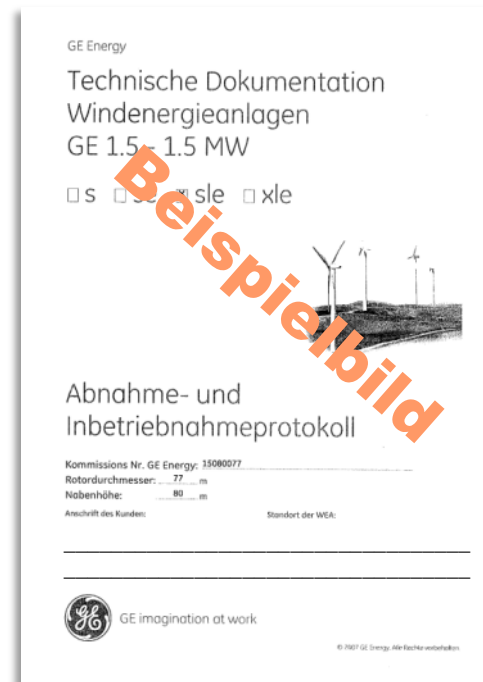 GE Energy
Technische Dokumentation
Windenergieanlagen
GE 1.5 - 1.5 MW
□ s □ se ☒ sle □ xle
Beispielbild
Abnahme- und
Inbetriebnahmeprotokoll
Kommissions Nr. GE Energy: 15080077
Rotordurchmesser: 77 m
Nabenhöhe: 80 m
Anschrift des Kunden: Standort der WEA:
GE imagination at work
© 2007 GE Energy. Alle Rechte vorbehalten.